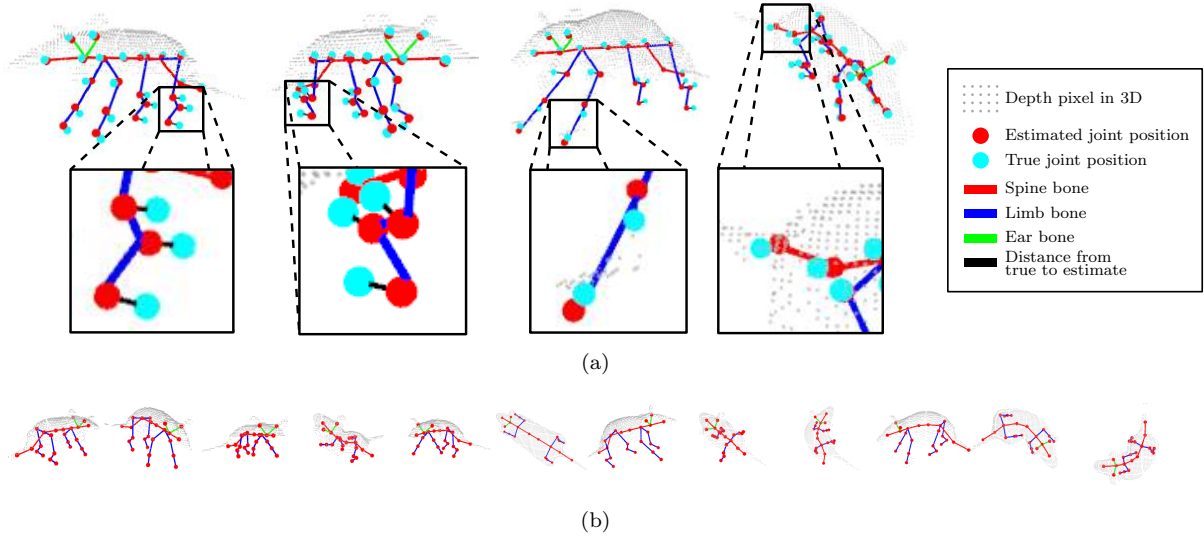 Depth pixel in 3D
Estimated joint position
True joint position
Spine bone
Limb bone
Ear bone
Distance from
true to estimate
(a)
(b)